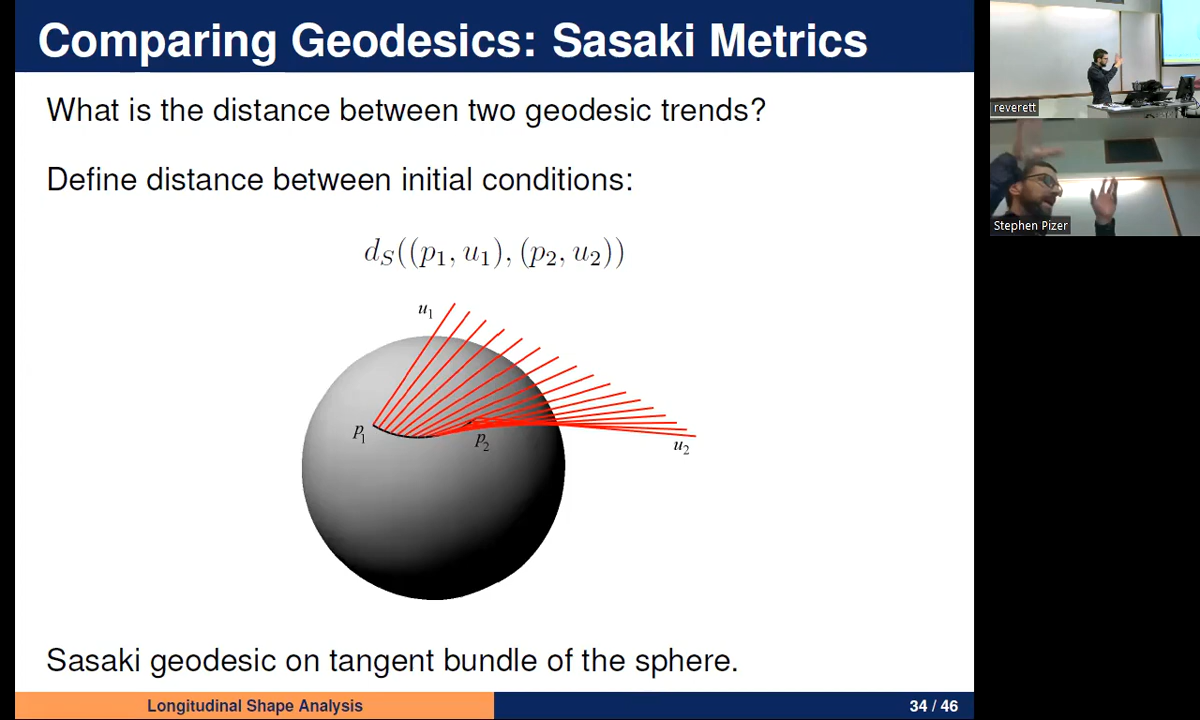 Comparing Geodesics: Sasaki Metrics
What is the distance between two geodesic trends?
Define distance between initial conditions:
d_S((p_1, u_1), (p_2, u_2))
u_1
p_1
p_2
u_2
Sasaki geodesic on tangent bundle of the sphere.
Longitudinal Shape Analysis
34 / 46
reverett
Stephen Pizer